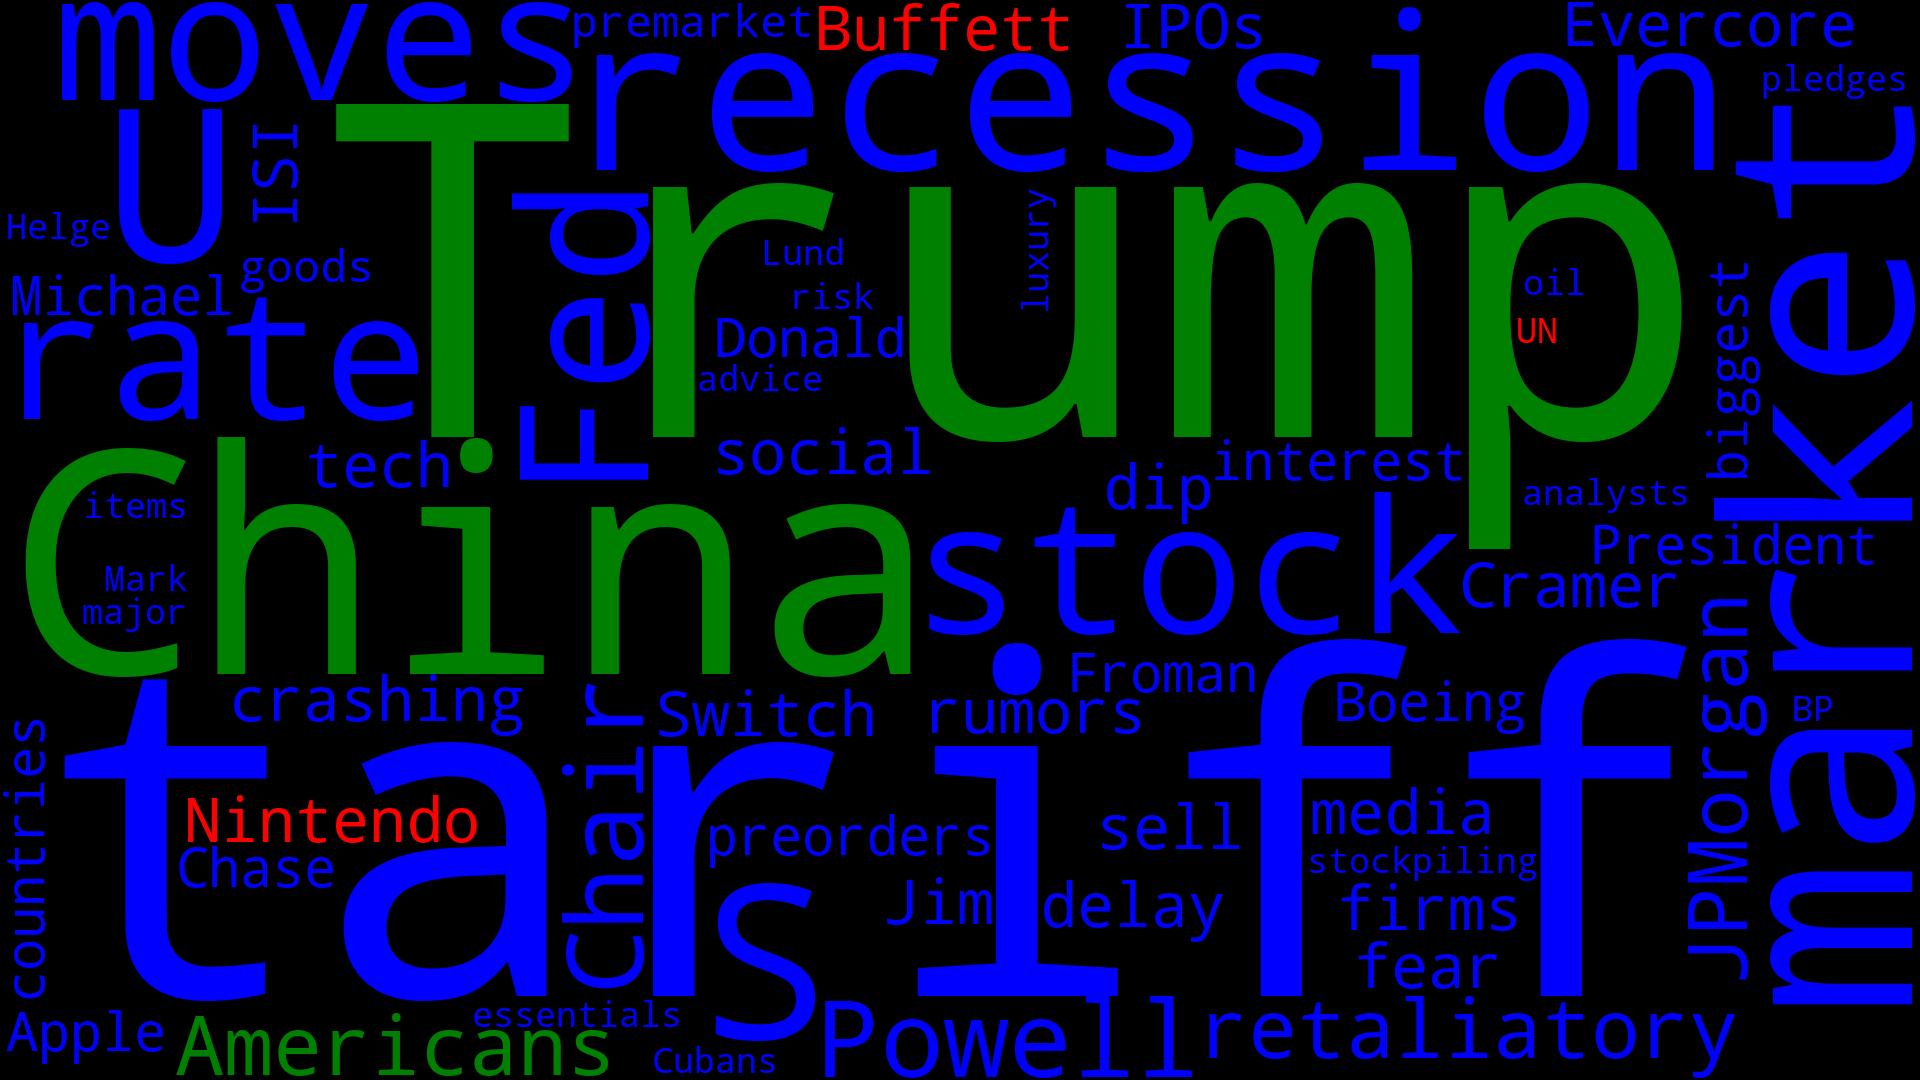 moves
premarket
Buffett
IPOs
Evercore
recession
pledges
U
ISI
Trump
Fed
market
Helge
goods
Lund
luxury
Michael
risk
oil
rate
Donald
UN
biggest
advice
tech
social
dip
interest
China
items
stock
analysts
President
Mark
Cramer
major
JPMorgan
crashing
Chair
Switch
rumors
Froman
Boeing
BP
tariff
countries
Nintendo
preorders
sell
media
Chase
stockpiling
S
Jim
delay
firms
fear
Apple
Americans
essentials
Cubans
Powell
retaliatory